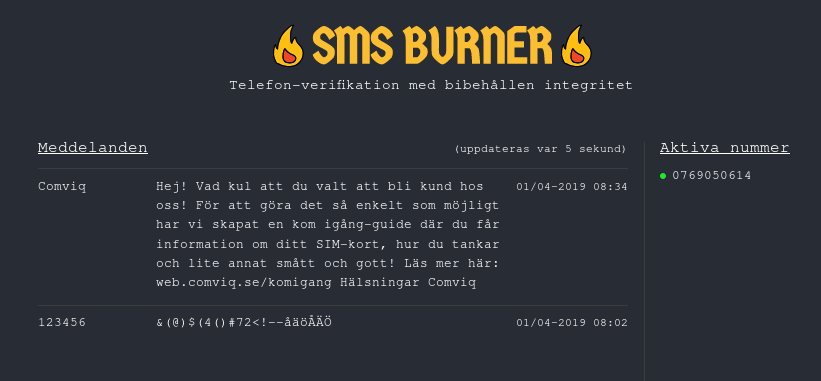 SMS BURNER
Telefon-verifikation med bibehållen integritet
Meddelanden
(uppdateras var 5 sekund)
Aktiva nummer
0769050614
Comviq
Hej! Vad kul att du valt att bli kund hos
oss! För att göra det så enkelt som möjligt
har vi skapat en kom igång-guide där du får
information om ditt SIM-kort, hur du tankar
och lite annat smått och gott! Läs mer här:
web.comviq.se/komigang Hälsningar Comviq
01/04-2019 08:34
123456
&(@)$(4()#72<!--åäöÅÄÖ
01/04-2019 08:02